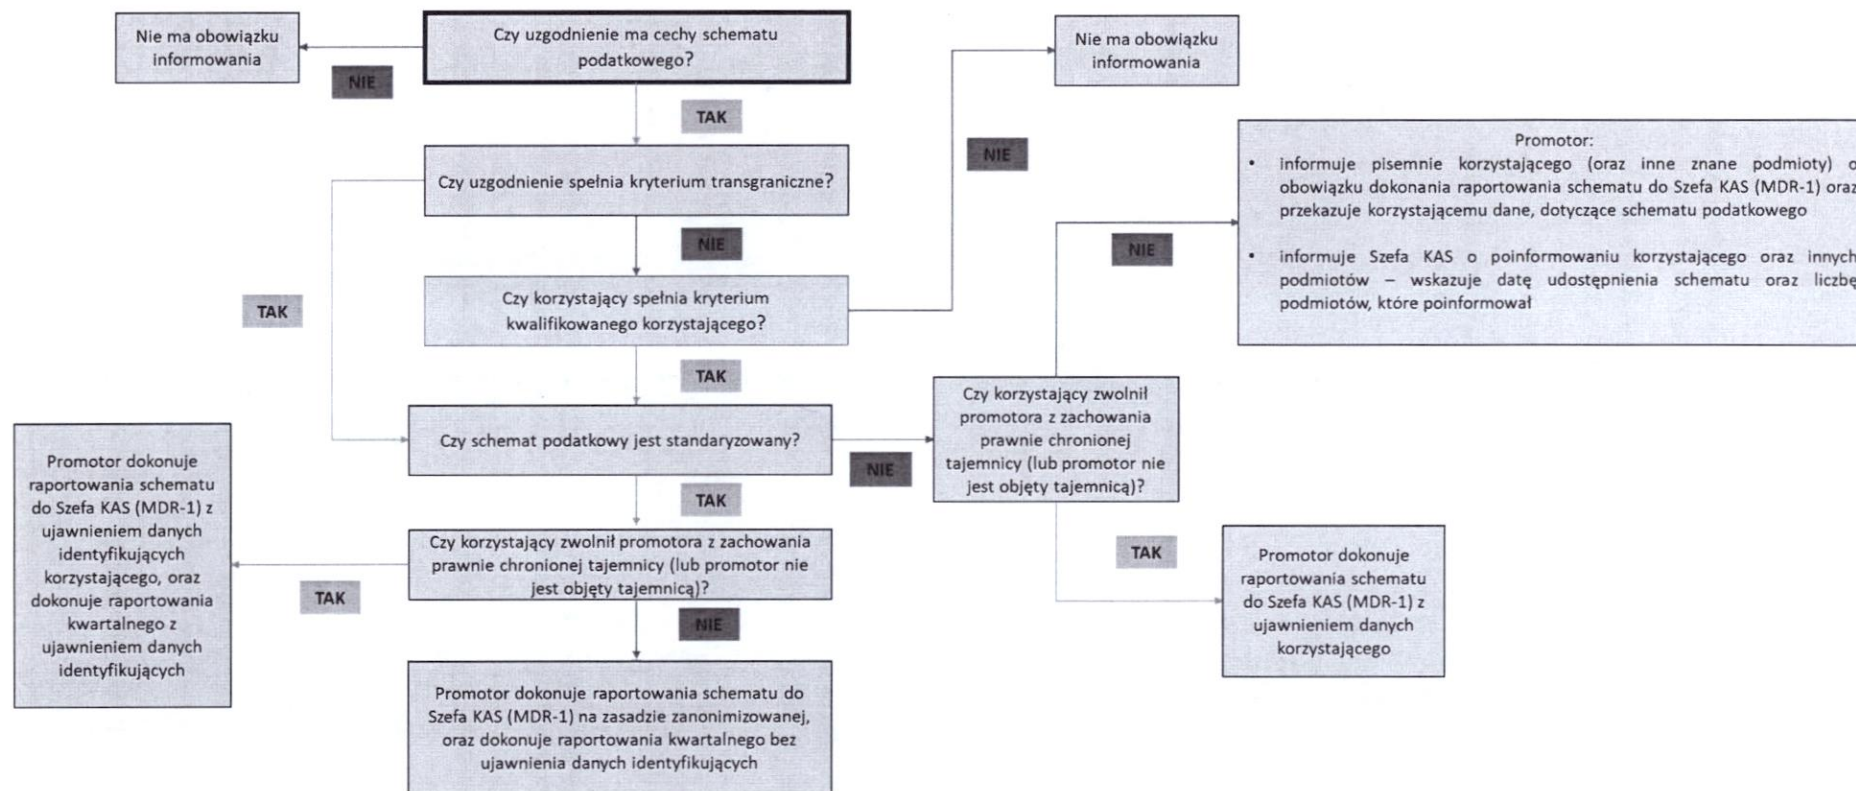 Nie ma obowiązku
informowania
Czy uzgodnienie ma cechy schematu
podatkowego?
Nie ma obowiązku
informowania
NIE
TAK
NIE
Czy uzgodnienie spełnia kryterium transgraniczne?
Promotor:
• informuje pisemnie korzystającego (oraz inne znane podmioty) o
obowiązku dokonania raportowania schematu do Szefa KAS (MDR-1) oraz
przekazuje korzystającemu dane, dotyczące schematu podatkowego
• informuje Szefa KAS o poinformowaniu korzystającego oraz innych
podmiotów – wskazuje datę udostępnienia schematu oraz liczbę
podmiotów, które poinformował
NIE
NIE
TAK
Czy korzystający spełnia kryterium
kwalifikowanego korzystającego?
TAK
Czy schemat podatkowy jest standaryzowany?
NIE
Czy korzystający zwolnił
promotora z zachowania
prawnie chronionej
tajemnicy (lub promotor nie
jest objęty tajemnicą)?
TAK
Promotor dokonuje
raportowania schematu
do Szefa KAS (MDR-1) z
ujawnieniem danych
identyfikujących
korzystającego, oraz
dokonuje raportowania
kwartalnego z
ujawnieniem danych
identyfikujących
Czy korzystający zwolnił promotora z zachowania
prawnie chronionej tajemnicy (lub promotor nie
jest objęty tajemnicą)?
TAK
TAK
Promotor dokonuje
raportowania schematu
do Szefa KAS (MDR-1) z
ujawnieniem danych
korzystającego
NIE
Promotor dokonuje raportowania schematu do
Szefa KAS (MDR-1) na zasadzie zanonimizowanej,
oraz dokonuje raportowania kwartalnego bez
ujawnienia danych identyfikujących